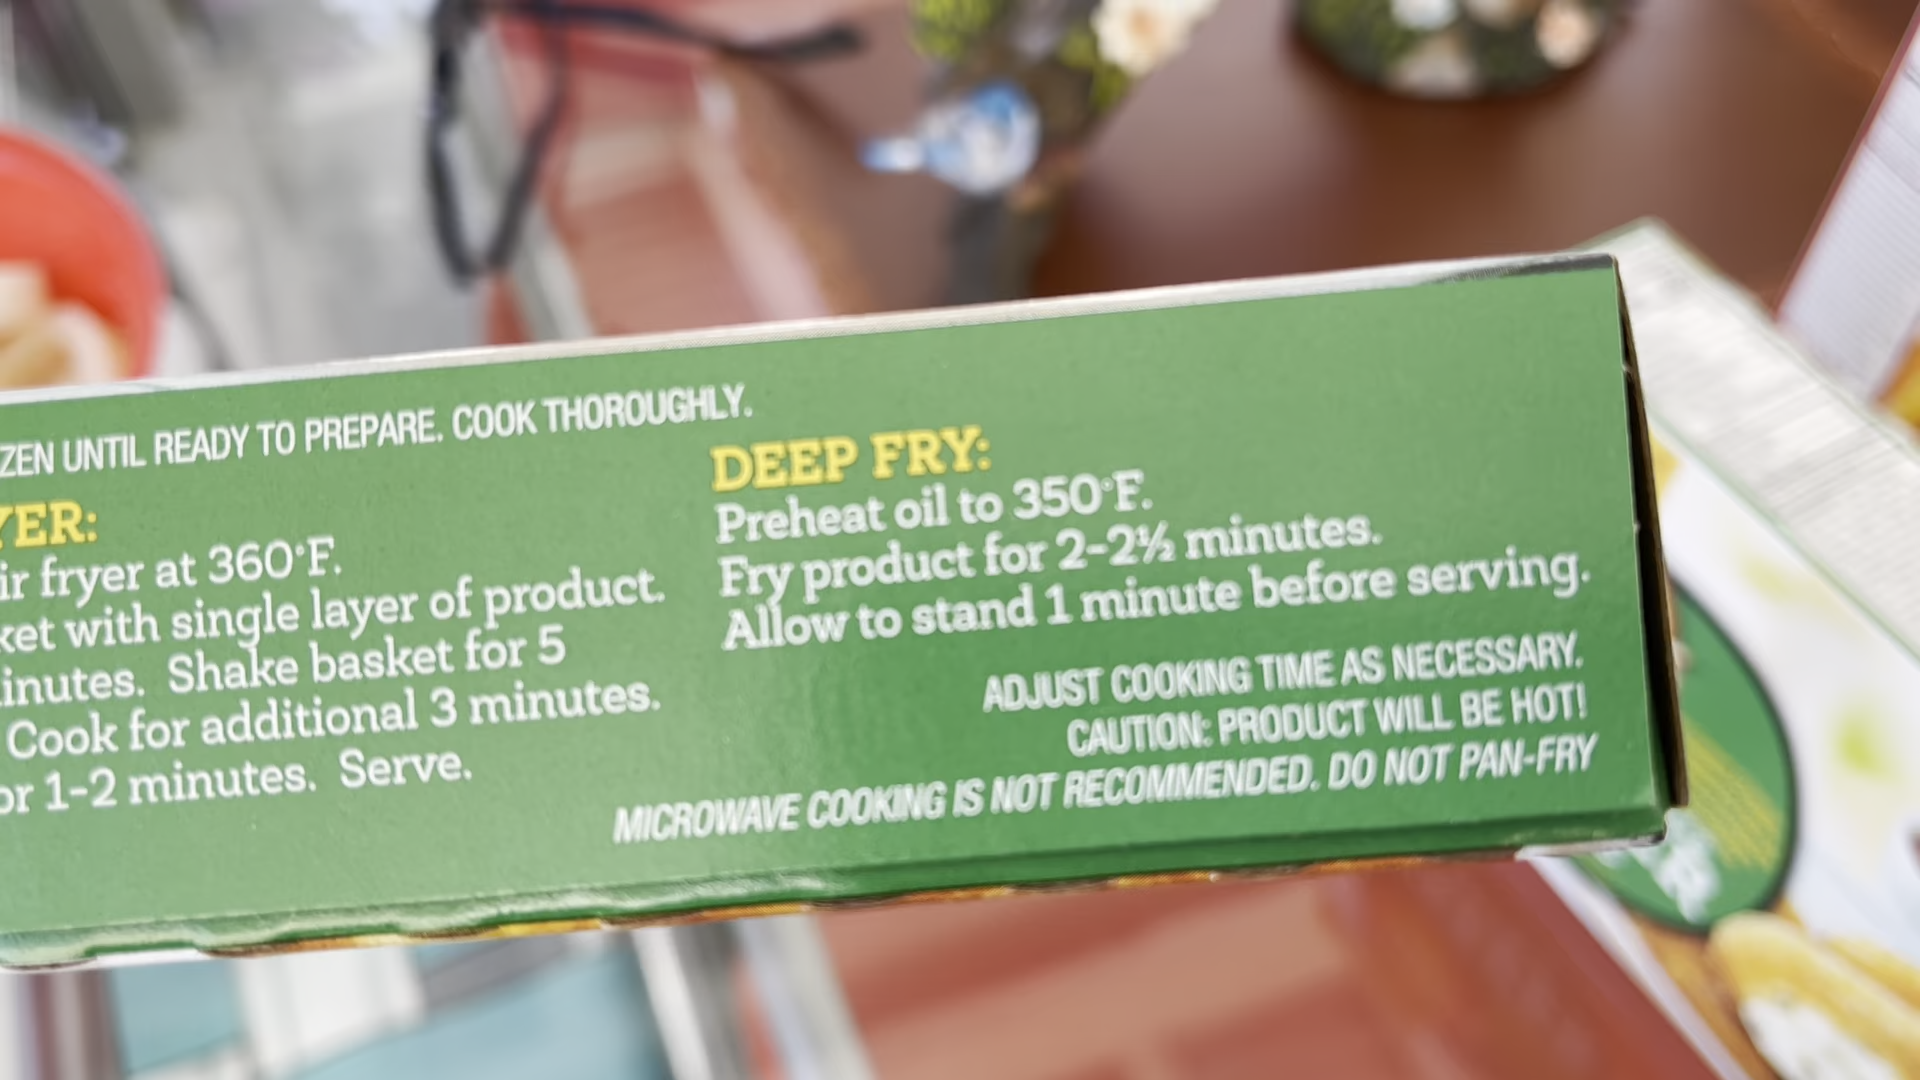 ZEN UNTIL READY TO PREPARE. COOK THOROUGHLY.
YER:
ir fryer at 360°F.
ket with single layer of product.
inutes. Shake basket for 5
Cook for additional 3 minutes.
or 1-2 minutes. Serve.
DEEP FRY:
Preheat oil to 350°F.
Fry product for 2-2½ minutes.
Allow to stand 1 minute before serving.
ADJUST COOKING TIME AS NECESSARY.
CAUTION: PRODUCT WILL BE HOT!
MICROWAVE COOKING IS NOT RECOMMENDED. DO NOT PAN-FRY